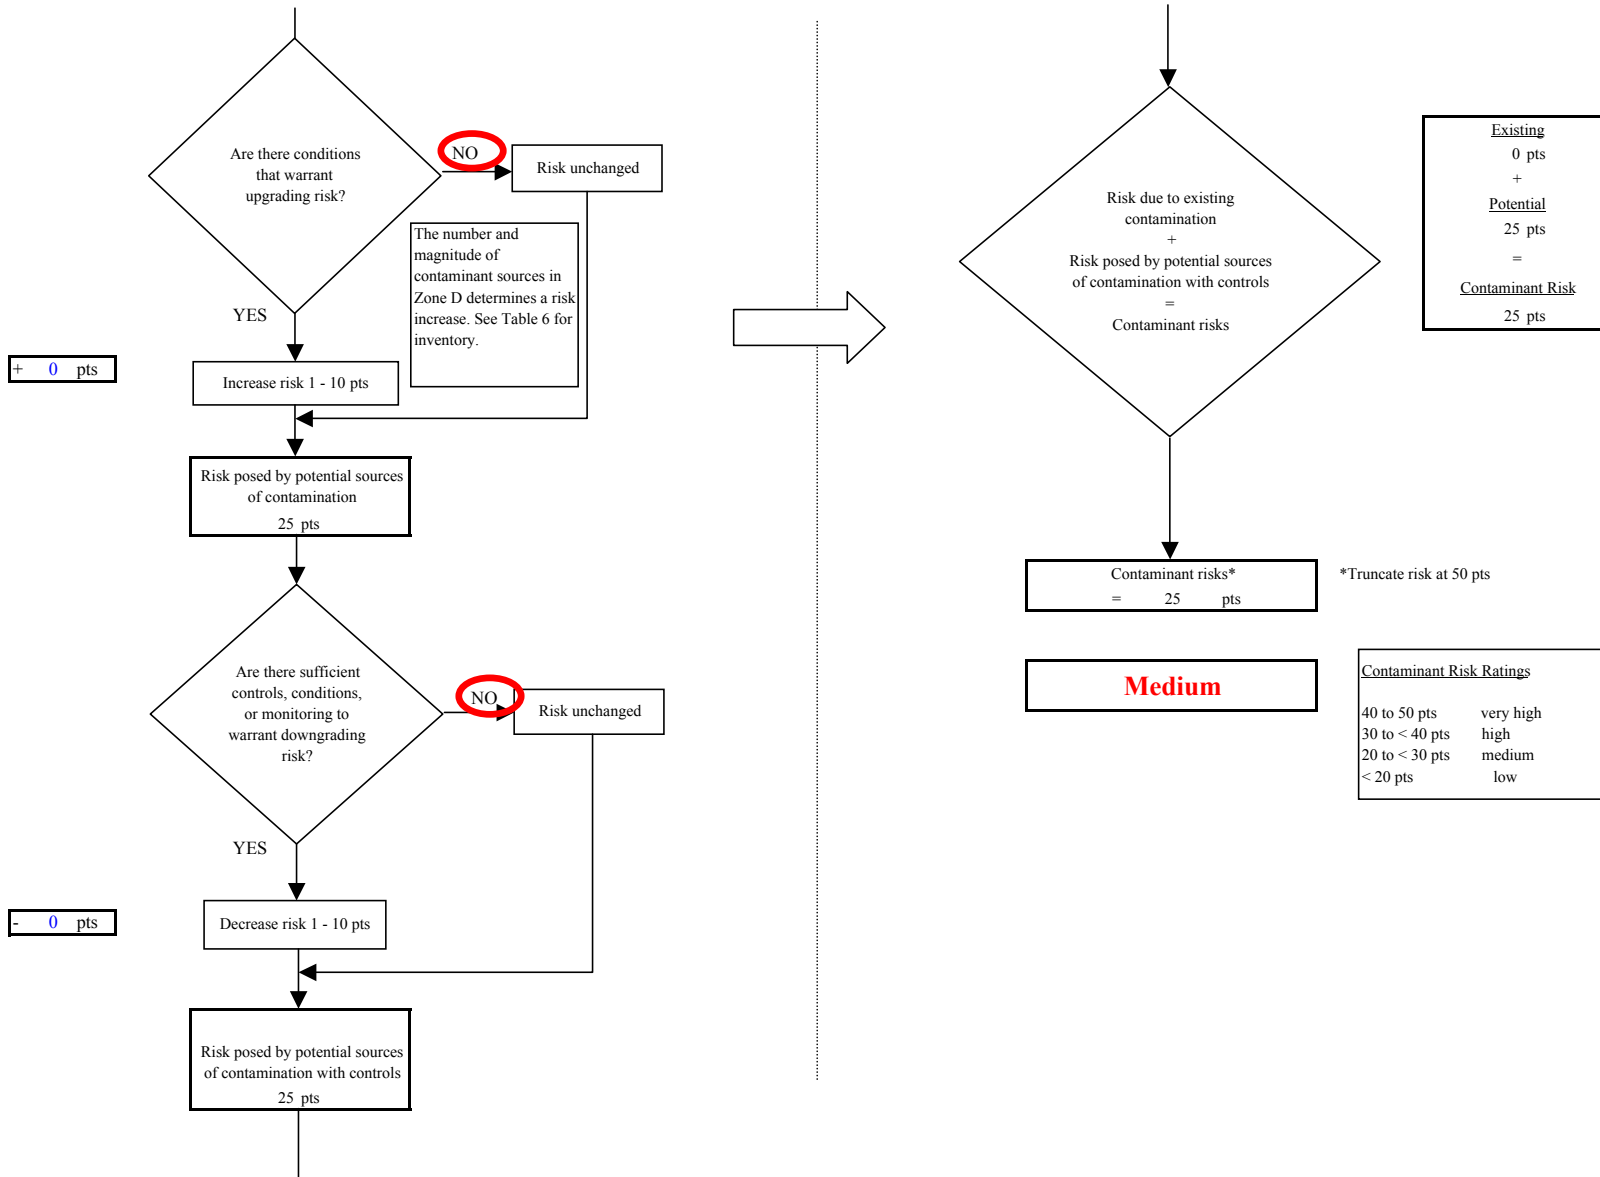 Are there conditions
that warrant
upgrading risk?
NO
Risk unchanged
The number and
magnitude of
contaminant sources in
Zone D determines a risk
increase. See Table 6 for
inventory.
YES
+ 0 pts
Increase risk 1 - 10 pts
Risk posed by potential sources
of contamination
25 pts
Are there sufficient
controls, conditions,
or monitoring to
warrant downgrading
risk?
NO
Risk unchanged
YES
- 0 pts
Decrease risk 1 - 10 pts
Risk posed by potential sources
of contamination with controls
25 pts
Risk due to existing
contamination
+
Risk posed by potential sources
of contamination with controls
=
Contaminant risks
Existing
0 pts
+
Potential
25 pts
=
Contaminant Risk
25 pts
Contaminant risks*
= 25 pts
*Truncate risk at 50 pts
Medium
Contaminant Risk Ratings
40 to 50 pts very high
30 to < 40 pts high
20 to < 30 pts medium
< 20 pts low